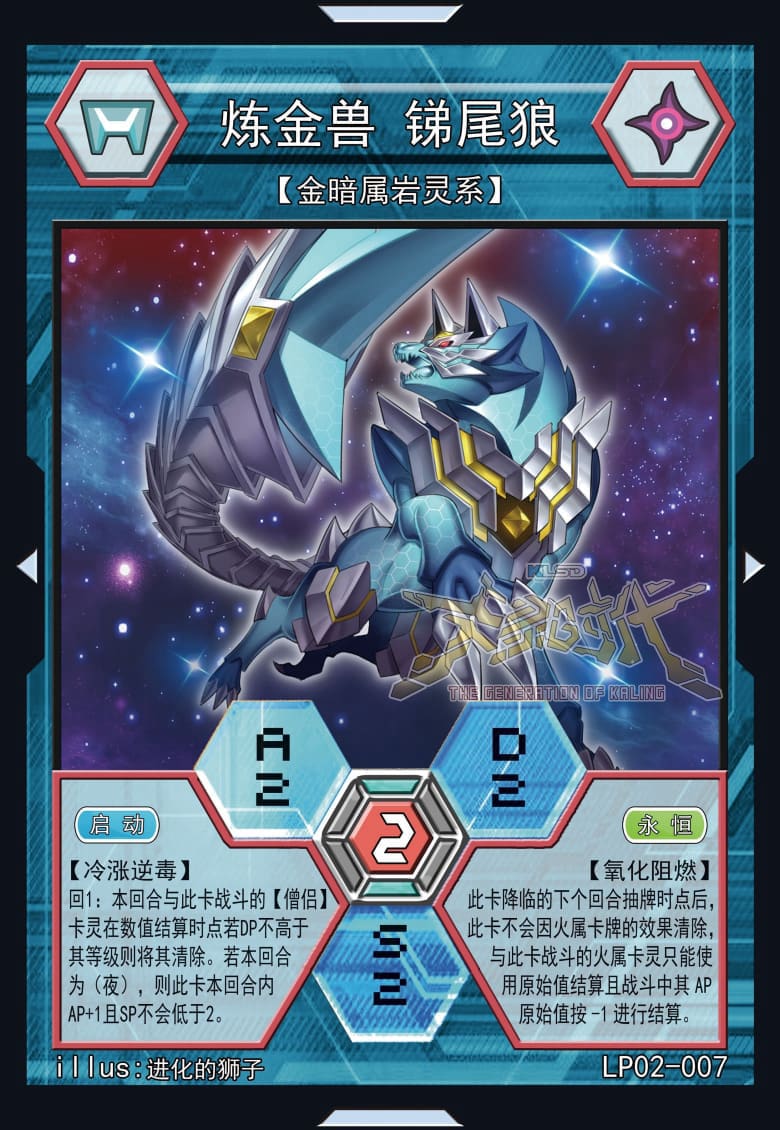 炼金兽 锑尾狼
【金暗属岩灵系】
KLSD
THE GENERATION OF KALING
A
2
D
2
2
S
2
启动
【冷涨逆毒】
回1：本回合与此卡战斗的【僧侣】
卡灵在数值结算时点若DP不高于
其等级则将其清除。若本回合
为（夜），则此卡本回合内
AP+1且SP不会低于2。
永恒
【氧化阻燃】
此卡降临的下个回合抽牌时点后，
此卡不会因火属卡牌的效果清除，
与此卡战斗的火属卡灵只能使
用原始值结算且战斗中其 AP
原始值按 -1 进行结算。
illus:进化的狮子
LP02-007